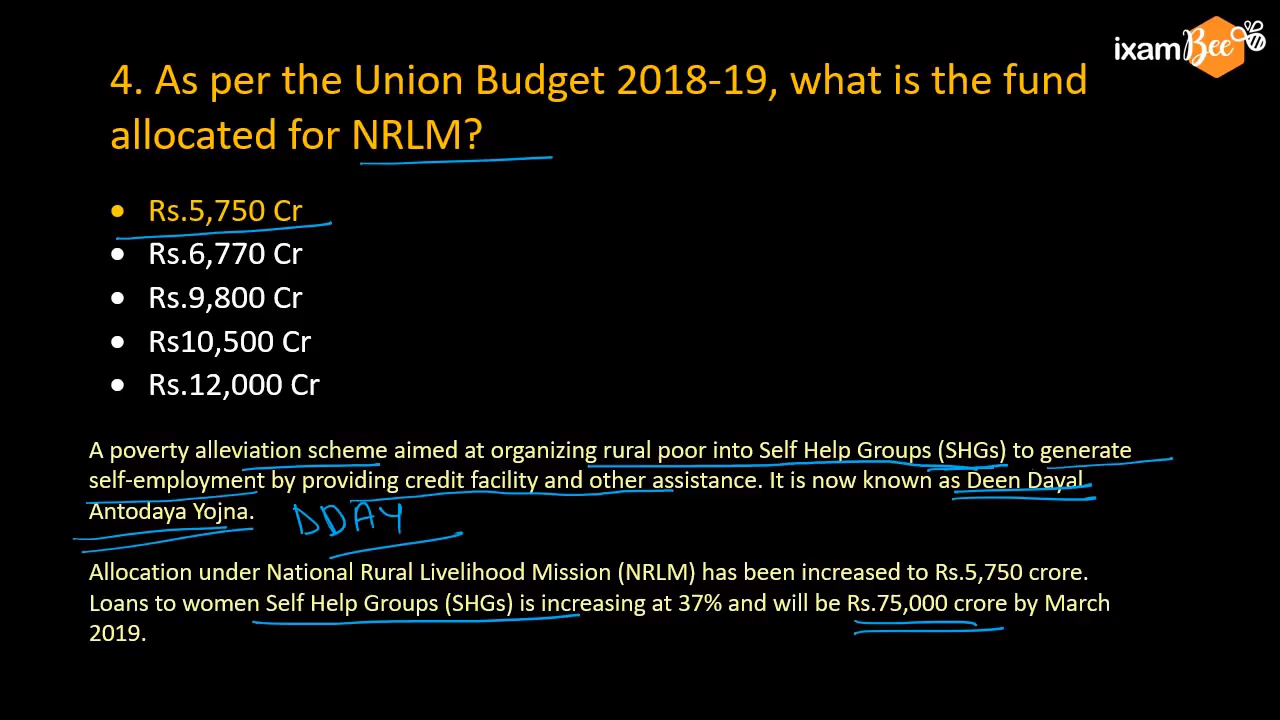 ixamBee
4. As per the Union Budget 2018-19, what is the fund
allocated for NRLM?
• Rs.5,750 Cr
• Rs.6,770 Cr
• Rs.9,800 Cr
• Rs10,500 Cr
• Rs.12,000 Cr
A poverty alleviation scheme aimed at organizing rural poor into Self Help Groups (SHGs) to generate
self-employment by providing credit facility and other assistance. It is now known as Deen Dayal
Antodaya Yojna.
DDAY
Allocation under National Rural Livelihood Mission (NRLM) has been increased to Rs.5,750 crore.
Loans to women Self Help Groups (SHGs) is increasing at 37% and will be Rs.75,000 crore by March
2019.